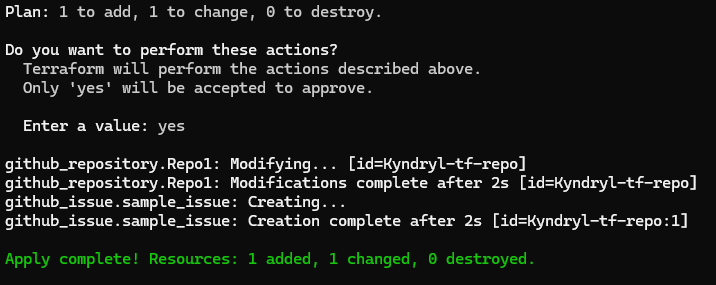 Plan: 1 to add, 1 to change, 0 to destroy.
Do you want to perform these actions?
Terraform will perform the actions described above.
Only 'yes' will be accepted to approve.
Enter a value: yes
github_repository.Repo1: Modifying... [id=Kyndryl-tf-repo]
github_repository.Repo1: Modifications complete after 2s [id=Kyndryl-tf-repo]
github_issue.sample_issue: Creating...
github_issue.sample_issue: Creation complete after 2s [id=Kyndryl-tf-repo:1]
Apply complete! Resources: 1 added, 1 changed, 0 destroyed.